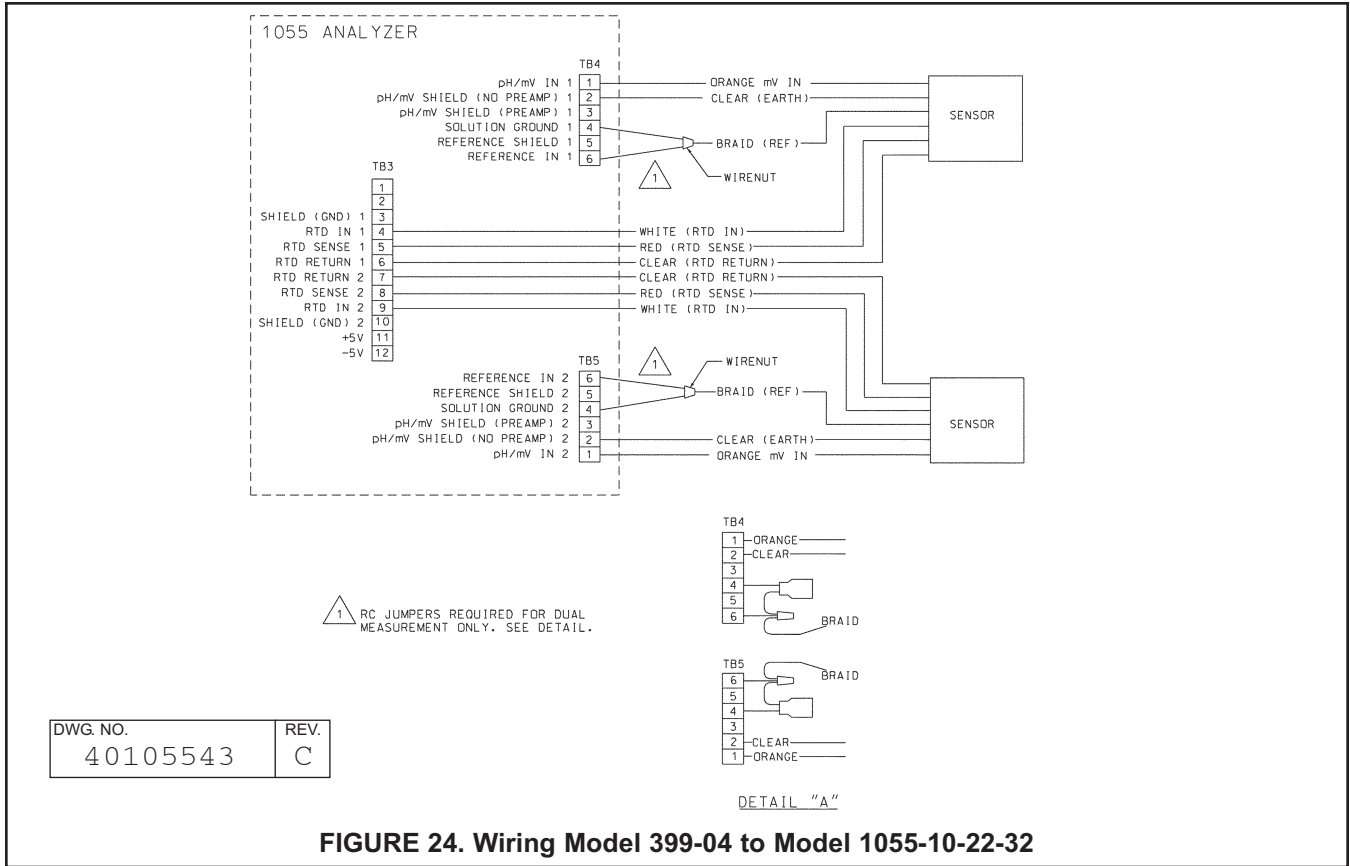 1055 ANALYZER
TB4
pH/mV IN 1 1 ORANGE mV IN
pH/mV SHIELD (NO PREAMP) 1 2 CLEAR (EARTH)
pH/mV SHIELD (PREAMP) 1 3
SOLUTION GROUND 1 4
REFERENCE SHIELD 1 5 BRAID (REF)
REFERENCE IN 1 6
SENSOR
1
WIRENUT
TB3
1
2
SHIELD (GND) 1 3
RTD IN 1 4 WHITE (RTD IN)
RTD SENSE 1 5 RED (RTD SENSE)
RTD RETURN 1 6 CLEAR (RTD RETURN)
RTD RETURN 2 7 CLEAR (RTD RETURN)
RTD SENSE 2 8 RED (RTD SENSE)
RTD IN 2 9 WHITE (RTD IN)
SHIELD (GND) 2 10
+5V 11
-5V 12
TB5
1
WIRENUT
REFERENCE IN 2 6
REFERENCE SHIELD 2 5 BRAID (REF)
SOLUTION GROUND 2 4
pH/mV SHIELD (PREAMP) 2 3
pH/mV SHIELD (NO PREAMP) 2 2 CLEAR (EARTH)
pH/mV IN 2 1 ORANGE mV IN
SENSOR
TB4
1 ORANGE
2 CLEAR
3
4
5
6
BRAID
1 RC JUMPERS REQUIRED FOR DUAL
MEASUREMENT ONLY. SEE DETAIL.
TB5
BRAID
6
5
4
3
2 CLEAR
1 ORANGE
DETAIL "A"
DWG. NO. REV.
40105543 C
FIGURE 24. Wiring Model 399-04 to Model 1055-10-22-32